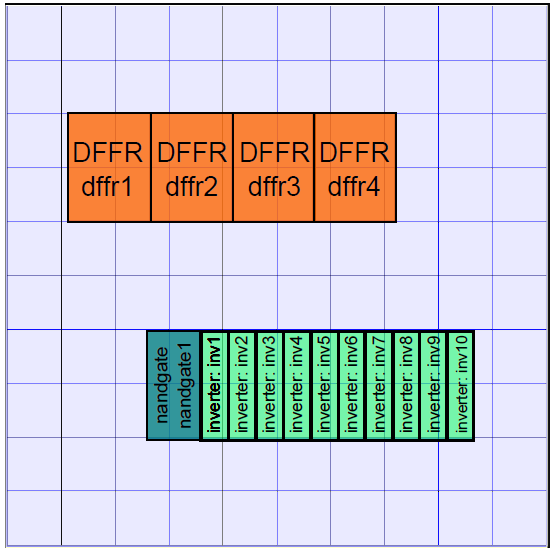 DFFR
dffr1
DFFR
dffr2
DFFR
dffr3
DFFR
dffr4
nandgate
nandgate1
inverter: inv1
inverter: inv2
inverter: inv3
inverter: inv4
inverter: inv5
inverter: inv6
inverter: inv7
inverter: inv8
inverter: inv9
inverter: inv10